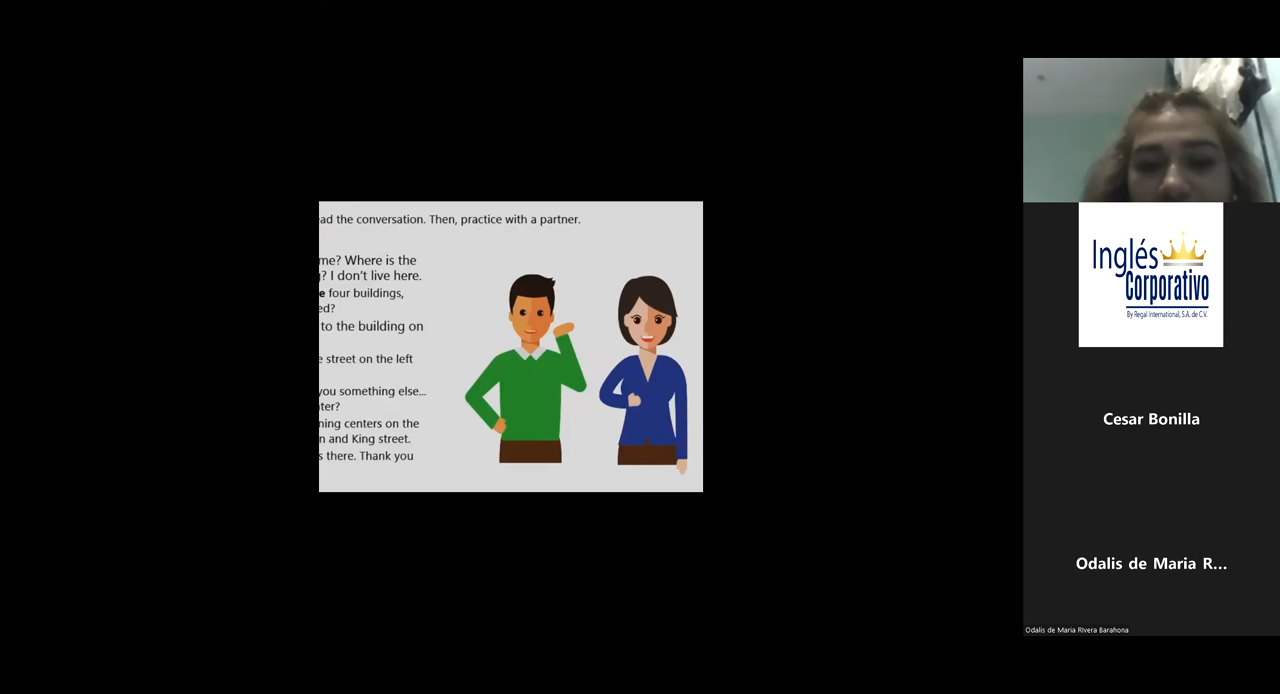 ad the conversation. Then, practice with a partner.
me? Where is the
? I don't live here.
e four buildings,
ed?
to the building on
e street on the left
you something else...
ter?
ning centers on the
n and King street.
s there. Thank you
Inglés
Corporativo
By Regal International, S.A. de C.V.
Cesar Bonilla
Odalis de Maria R...
Odalis de Maria Rivera Barahona